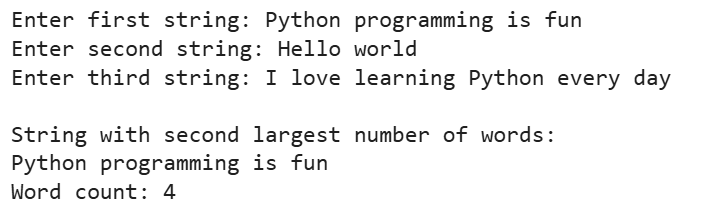 Enter first string: Python programming is fun
Enter second string: Hello world
Enter third string: I love learning Python every day
String with second largest number of words:
Python programming is fun
Word count: 4